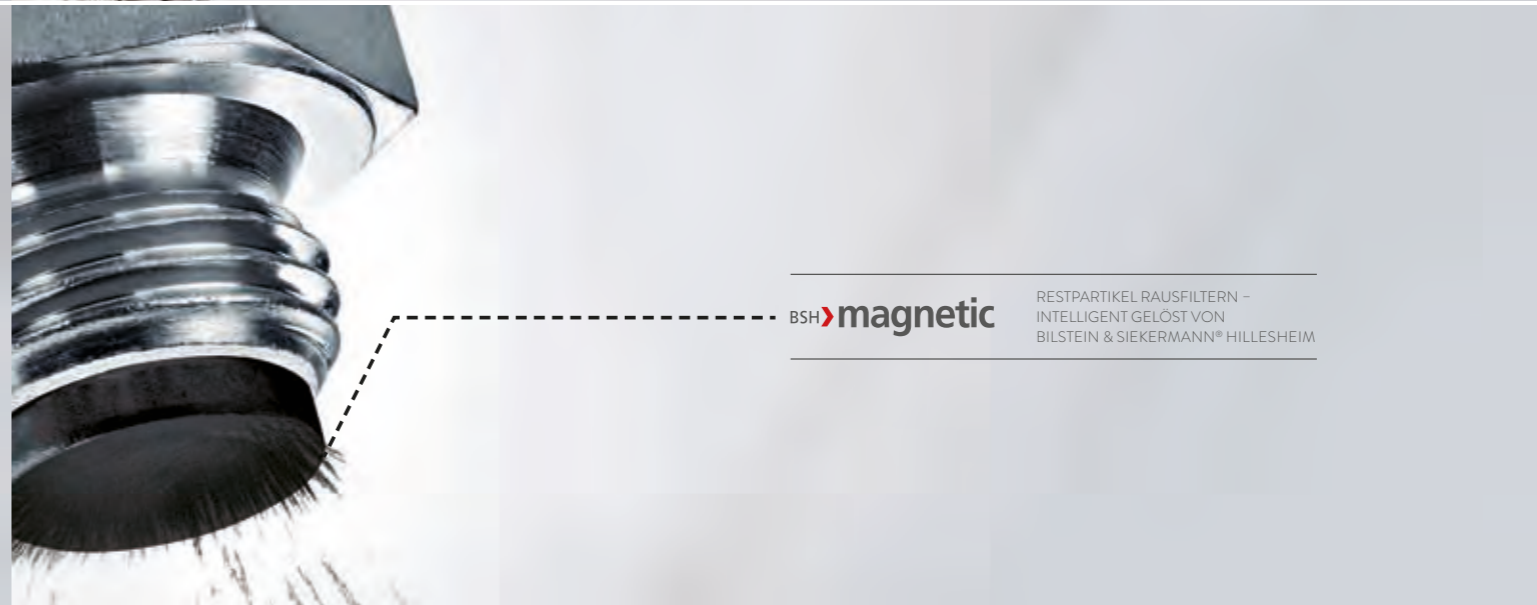 BSH❯magnetic
RESTPARTIKEL RAUSFILTERN –
INTELLIGENT GELÖST VON
BILSTEIN & SIEKERMANN® HILLESHEIM